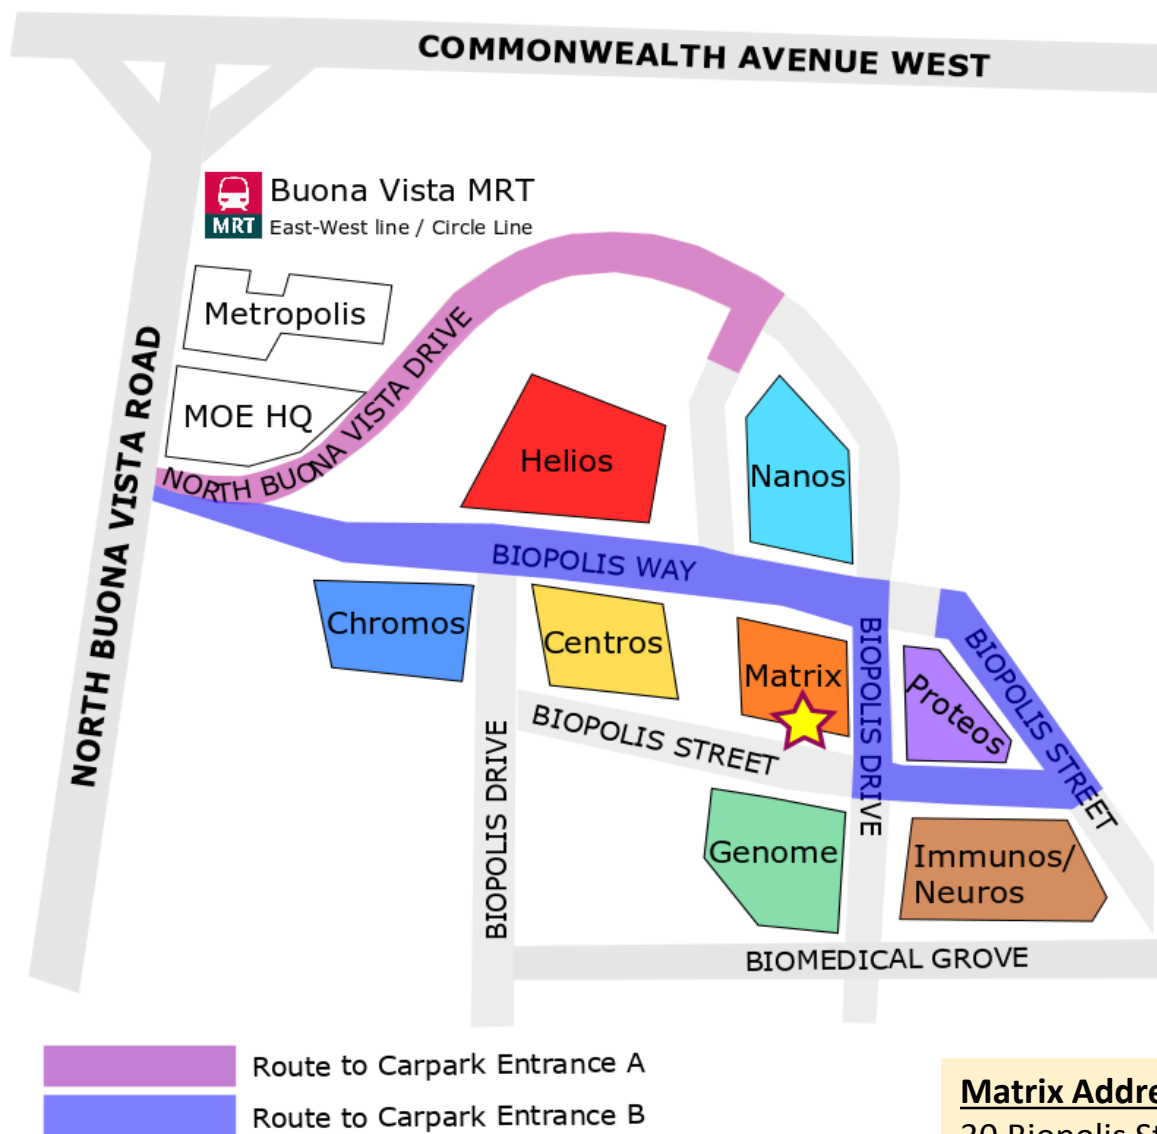 COMMONWEALTH AVENUE WEST
Buona Vista MRT
MRT
East-West line / Circle Line
Metropolis
NORTH BUONA VISTA ROAD
MOE HQ
NORTH BUONA VISTA DRIVE
Helios
Nanos
BIOPOLIS WAY
Chromos
Centros
Matrix
BIOPOLIS DRIVE
Proteos
BIOPOLIS STREET
BIOPOLIS STREET
BIOPOLIS DRIVE
Genome
Immunos/
Neuros
BIOMEDICAL GROVE
Route to Carpark Entrance A
Route to Carpark Entrance B
Matrix Addre